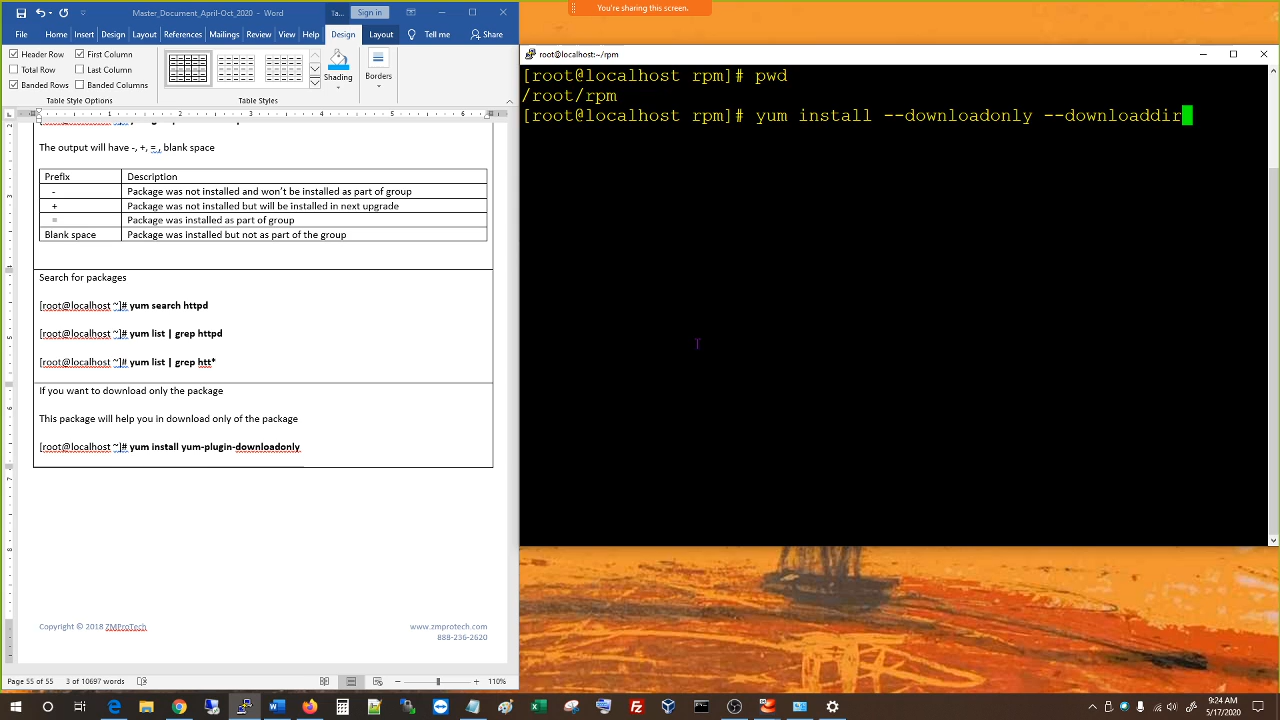 You're sharing this screen.
Master_Document_April-Oct_2020 - Word
Ta...
Sign in
File
Home
Insert
Design
Layout
References
Mailings
Review
View
Help
Design
Layout
Tell me
Share
Header Row
First Column
Total Row
Last Column
Banded Rows
Banded Columns
Table Style Options
Table Styles
Shading
Borders
The output will have -, +, = , blank space
Prefix Description
- Package was not installed and won't be installed as part of group
+ Package was not installed but will be installed in next upgrade
= Package was installed as part of group
Blank space Package was installed but not as part of the group
Search for packages
[root@localhost ~]# yum search httpd
[root@localhost ~]# yum list | grep httpd
[root@localhost ~]# yum list | grep htt*
If you want to download only the package
This package will help you in download only of the package
[root@localhost ~]# yum install yum-plugin-downloadonly
Copyright © 2018 ZMProTech
www.zmprotech.com
888-236-2620
Page 55 of 55 3 of 10697 words
110%
root@localhost:~/rpm
[root@localhost rpm]# pwd
/root/rpm
[root@localhost rpm]# yum install --downloadonly --downloaddir
9:24 AM
5/17/2020